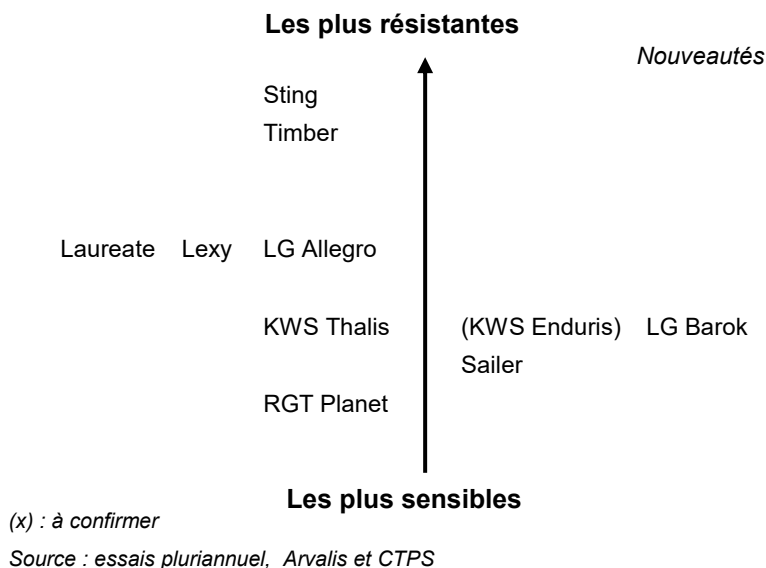 Les plus résistantes
Nouveautés
Sting
Timber
Laureate Lexy LG Allegro
KWS Thalis (KWS Enduris) LG Barok
Sailer
RGT Planet
Les plus sensibles
(x) : à confirmer
Source : essais pluriannuel, Arvalis et CTPS